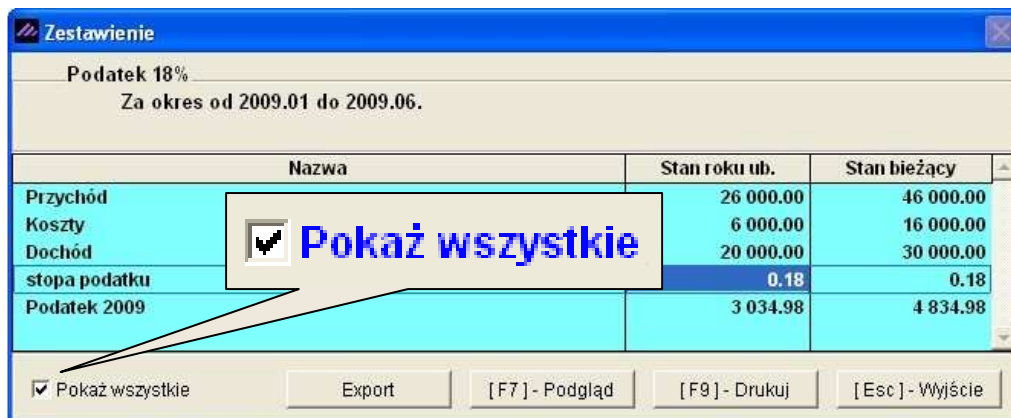 Zestawienie
Podatek 18%
Za okres od 2009.01 do 2009.06.
Nazwa Stan roku ub. Stan bieżący
Przychód 26 000.00 46 000.00
Koszty 6 000.00 16 000.00
Dochód 20 000.00 30 000.00
stopa podatku 0.18 0.18
Podatek 2009 3 034.98 4 834.98
Pokaż wszystkie
Pokaż wszystkie Export [ F7 ] - Podgląd [ F9 ] - Drukuj [ Esc ] - Wyjście